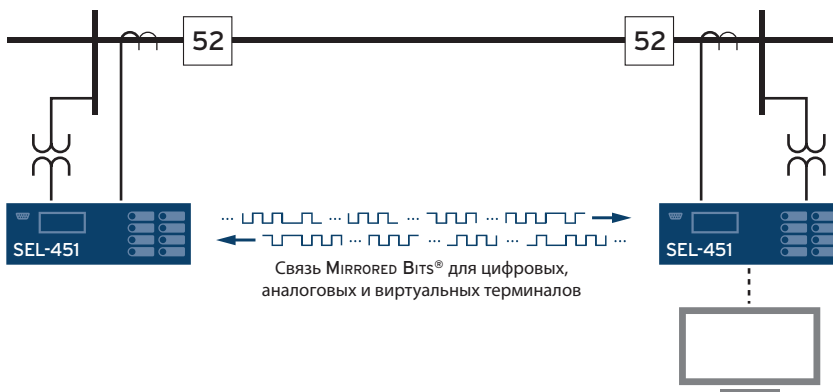 52
52
SEL-451
SEL-451
Связь MIRRORED BITS® для цифровых,
аналоговых и виртуальных терминалов